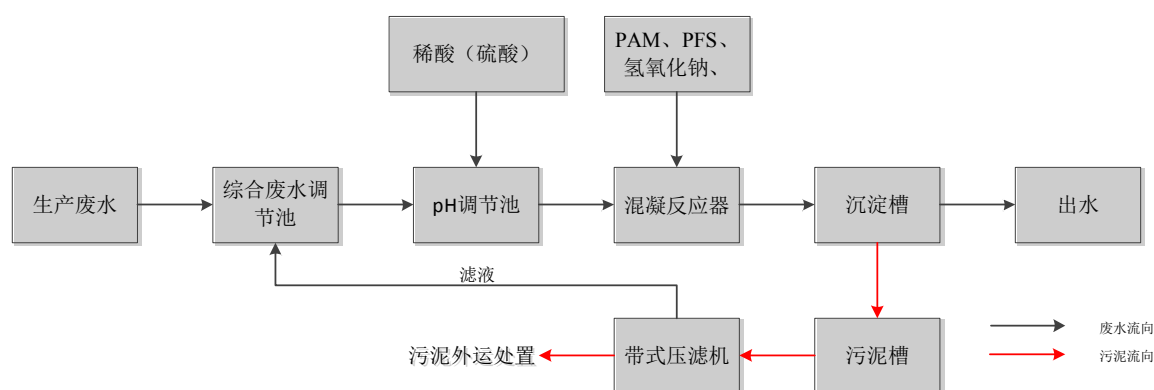 稀酸（硫酸）
PAM、PFS、
氢氧化钠、
生产废水
综合废水调
节池
pH调节池
混凝反应器
沉淀槽
出水
滤液
污泥外运处置
带式压滤机
污泥槽
废水流向
污泥流向